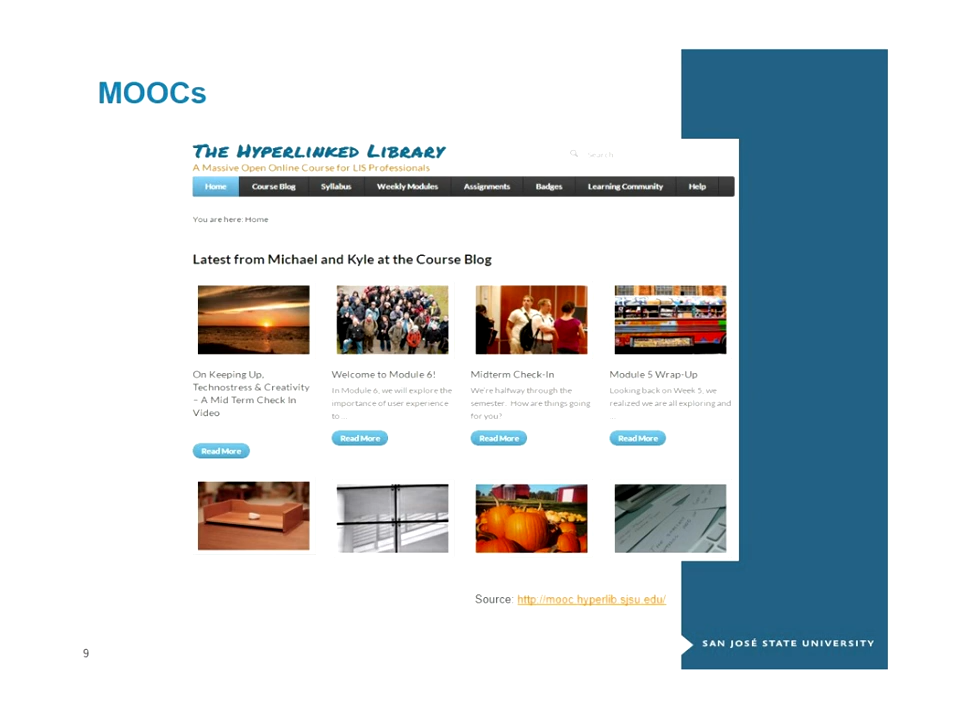 MOOCs
THE HYPERLINKED LIBRARY
A Massive Open Online Course for LIS Professionals
Search
Home Course Blog Syllabus Weekly Modules Assignments Badges Learning Community Help
You are here: Home
Latest from Michael and Kyle at the Course Blog
On Keeping Up,
Technostress & Creativity
– A Mid Term Check In
Video
Read More
Welcome to Module 6!
In Module 6, we will explore the
importance of user experience
to...
Read More
Midterm Check-In
We're halfway through the
semester. How are things going
for you?
Read More
Module 5 Wrap-Up
Looking back on Week 5, we
realized we are all exploring and
...
Read More
Source: http://mooc.hyperlib.sjsu.edu/
SAN JOSÉ STATE UNIVERSITY
9